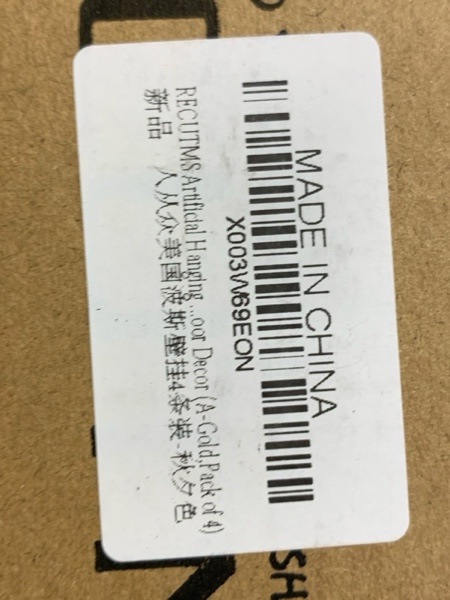 MADE IN CHINA
X003W69EON
RECUTMS Artificial Hanging ...oor Decor (A-Gold,Pack of 4)
新品 人从众美国波斯壁挂4条装-秋夕色
SH